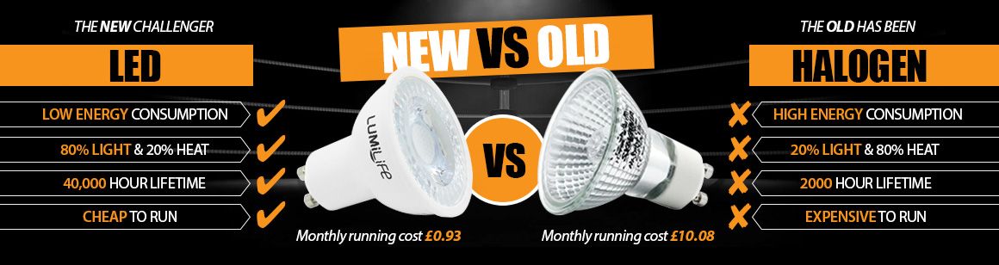 THE NEW CHALLENGER
LED
LOW ENERGY CONSUMPTION
80% LIGHT & 20% HEAT
40,000 HOUR LIFETIME
CHEAP TO RUN
NEW VS OLD
LUMiLiFe
VS
Monthly running cost £0.93
Monthly running cost £10.08
THE OLD HAS BEEN
HALOGEN
HIGH ENERGY CONSUMPTION
20% LIGHT & 80% HEAT
2000 HOUR LIFETIME
EXPENSIVE TO RUN